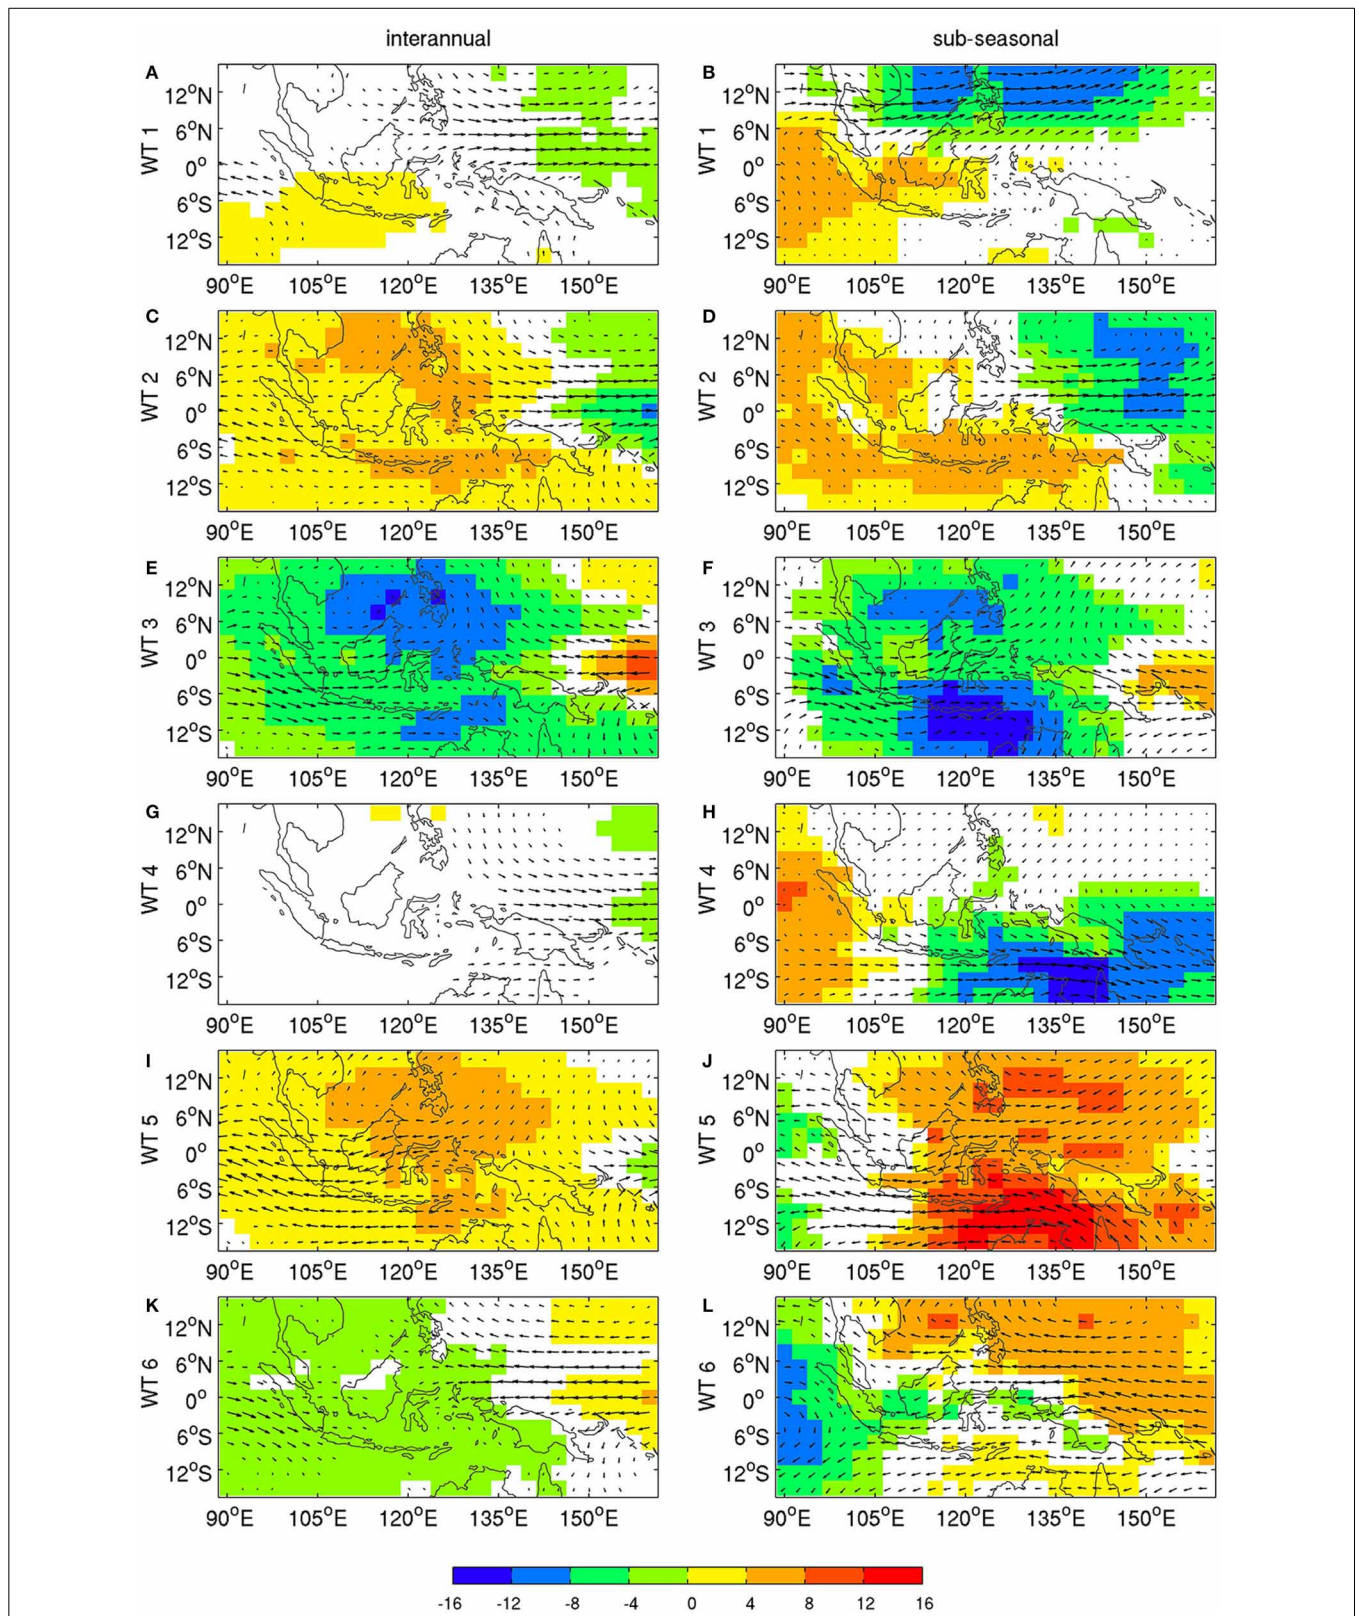 interannual sub-seasonal
A B
12°N 12°N
6°N 6°N
WT 1 0° WT 1 0°
6°S 6°S
12°S 12°S
90°E 105°E 120°E 135°E 150°E 90°E 105°E 120°E 135°E 150°E
C D
12°N 12°N
6°N 6°N
WT 2 0° WT 2 0°
6°S 6°S
12°S 12°S
90°E 105°E 120°E 135°E 150°E 90°E 105°E 120°E 135°E 150°E
E F
12°N 12°N
6°N 6°N
WT 3 0° WT 3 0°
6°S 6°S
12°S 12°S
90°E 105°E 120°E 135°E 150°E 90°E 105°E 120°E 135°E 150°E
G H
12°N 12°N
6°N 6°N
WT 4 0° WT 4 0°
6°S 6°S
12°S 12°S
90°E 105°E 120°E 135°E 150°E 90°E 105°E 120°E 135°E 150°E
I J
12°N 12°N
6°N 6°N
WT 5 0° WT 5 0°
6°S 6°S
12°S 12°S
90°E 105°E 120°E 135°E 150°E 90°E 105°E 120°E 135°E 150°E
K L
12°N 12°N
6°N 6°N
WT 6 0° WT 6 0°
6°S 6°S
12°S 12°S
90°E 105°E 120°E 135°E 150°E 90°E 105°E 120°E 135°E 150°E
-16 -12 -8 -4 0 4 8 12 16